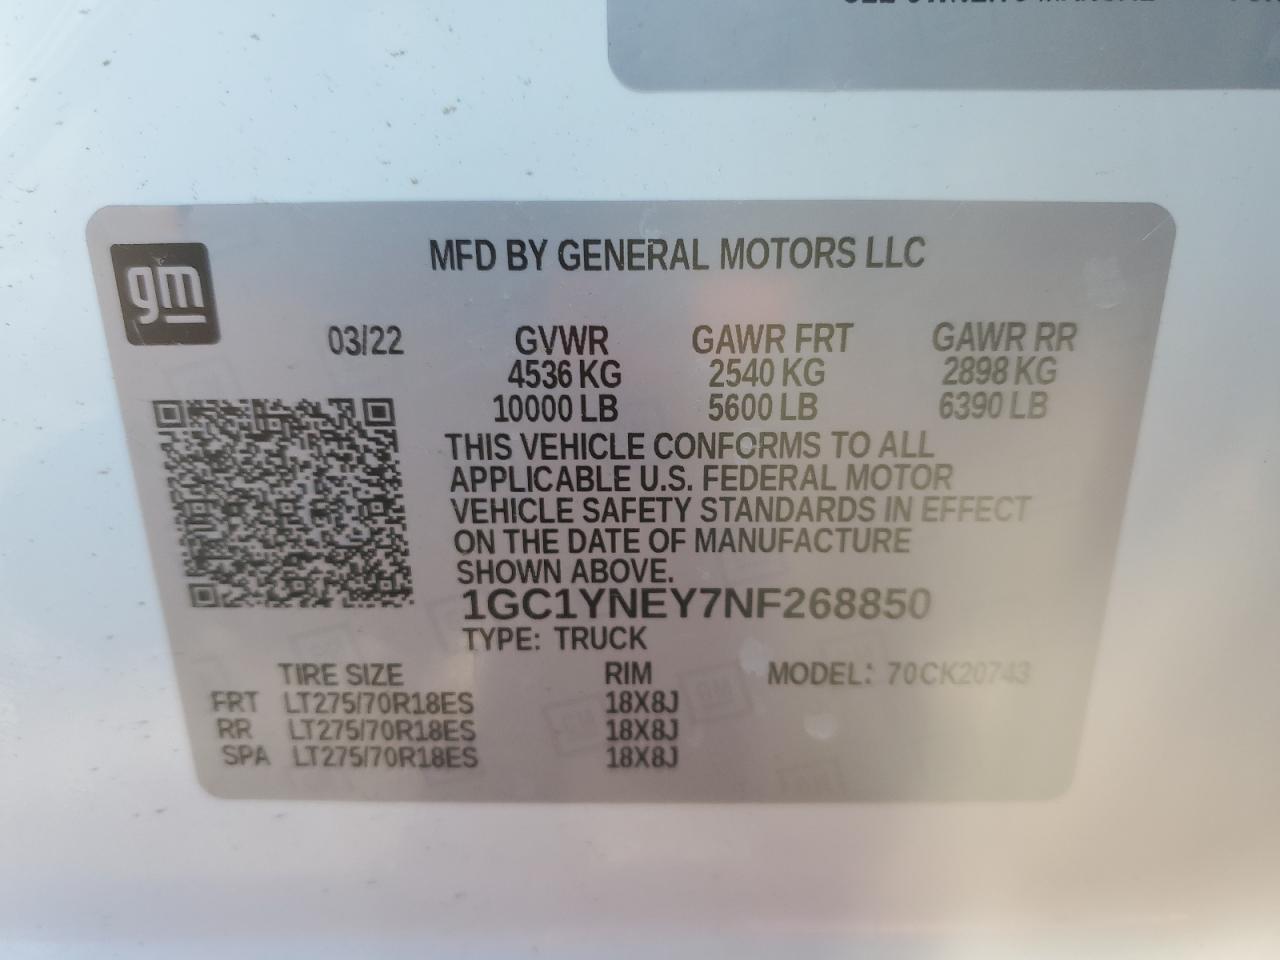 MFD BY GENERAL MOTORS LLC
gm
03/22 GVWR GAWR FRT GAWR RR
4536 KG 2540 KG 2898 KG
10000 LB 5600 LB 6390 LB
THIS VEHICLE CONFORMS TO ALL
APPLICABLE U.S. FEDERAL MOTOR
VEHICLE SAFETY STANDARDS IN EFFECT
ON THE DATE OF MANUFACTURE
SHOWN ABOVE.
1GC1YNEY7NF268850
TYPE: TRUCK
TIRE SIZE RIM MODEL: 70CK20743
FRT LT275/70R18ES 18X8J
RR LT275/70R18ES 18X8J
SPA LT275/70R18ES 18X8J